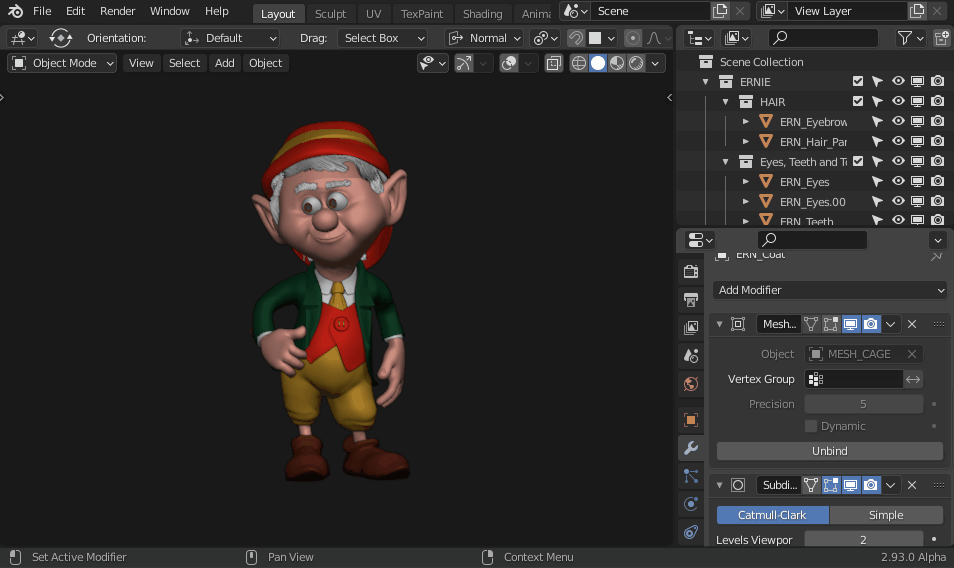 File Edit Render Window Help Layout Sculpt UV TexPaint Shading Anima Scene View Layer
Orientation: Default Drag: Select Box Normal
Object Mode View Select Add Object
Scene Collection
ERNIE
HAIR
ERN_Eyebrow
ERN_Hair_Par
Eyes, Teeth and To
ERN_Eyes
ERN_Eyes.00
ERN_Teeth
ERN_Coat
Add Modifier
Mesh...
Object MESH_CAGE
Vertex Group
Precision 5
Dynamic
Unbind
Subdi...
Catmull-Clark Simple
Levels Viewpor 2
Set Active Modifier Pan View Context Menu 2.93.0 Alpha